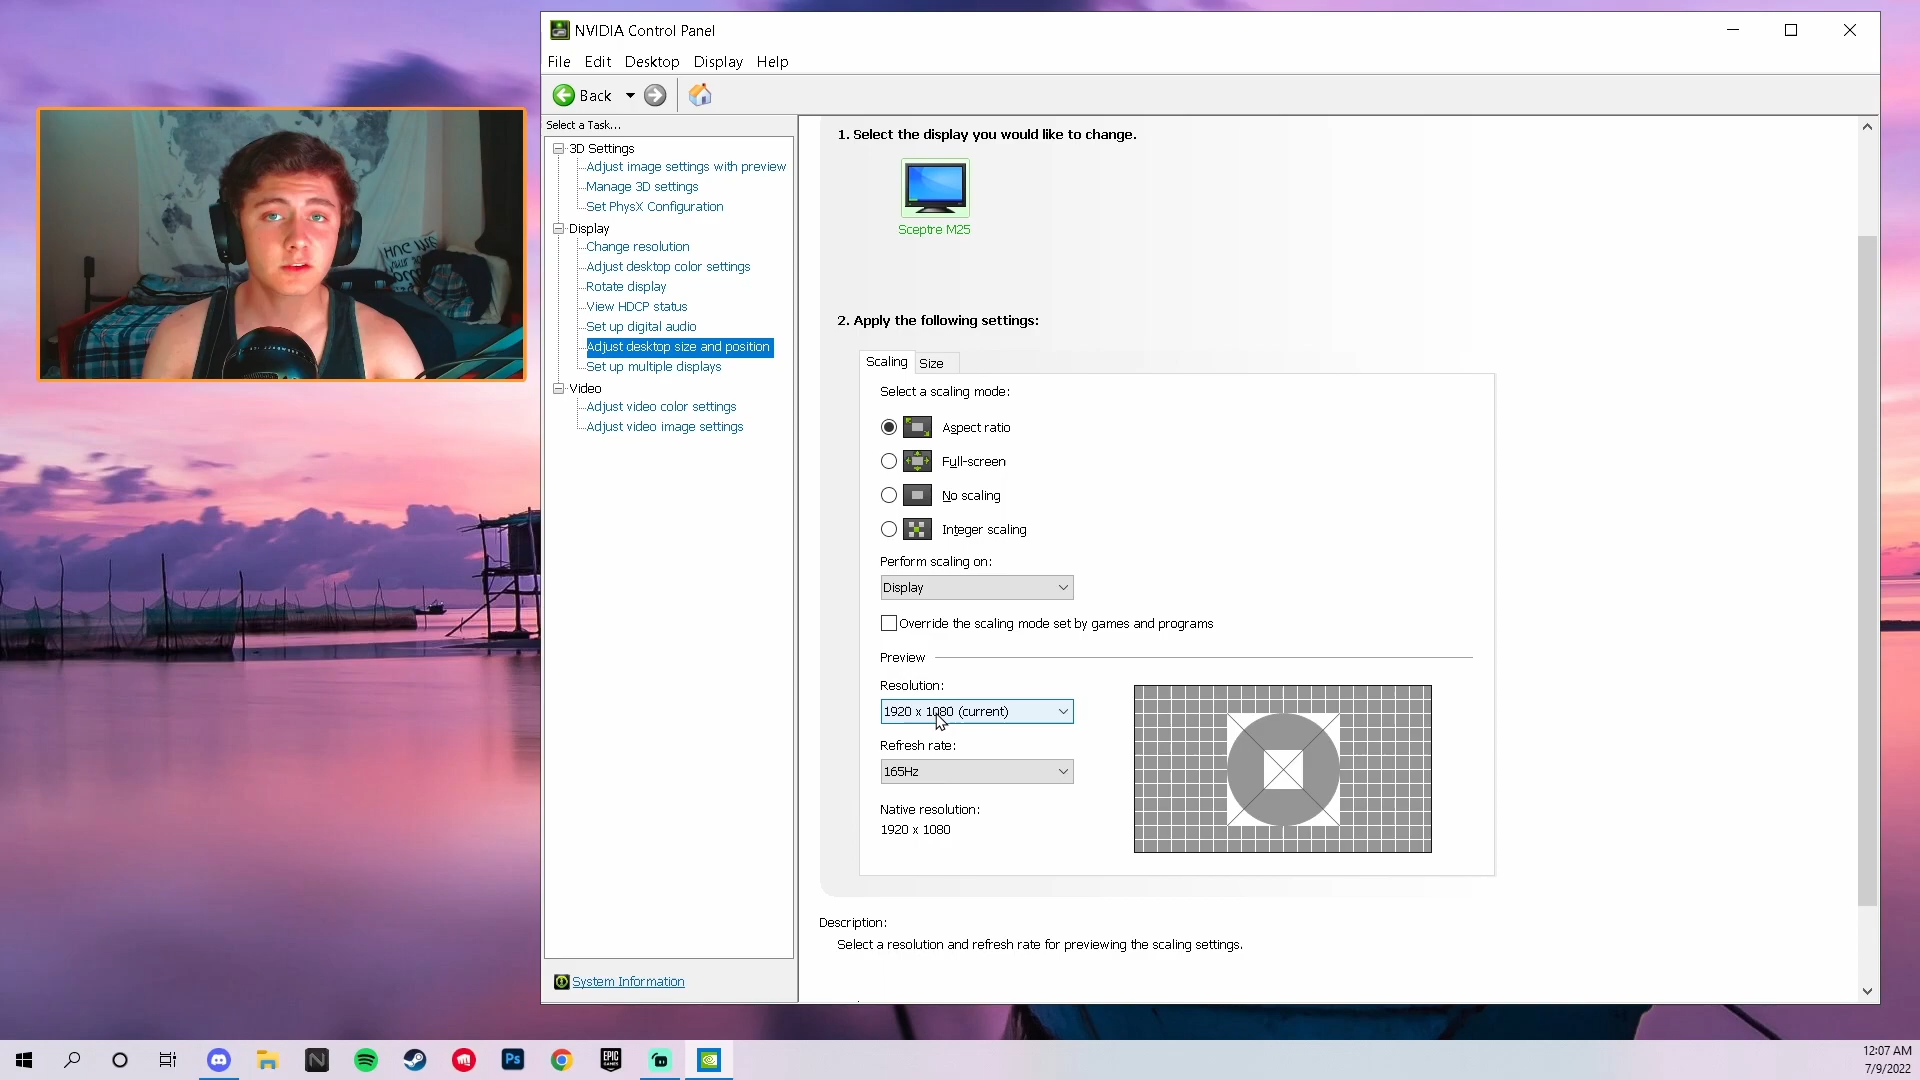 NVIDIA Control Panel
File Edit Desktop Display Help
Back
Select a Task...
3D Settings
Adjust image settings with preview
Manage 3D settings
Set PhysX Configuration
Display
Change resolution
Adjust desktop color settings
Rotate display
View HDCP status
Set up digital audio
Adjust desktop size and position
Set up multiple displays
Video
Adjust video color settings
Adjust video image settings
System Information
1. Select the display you would like to change.
Sceptre M25
2. Apply the following settings:
Scaling Size
Select a scaling mode:
Aspect ratio
Full-screen
No scaling
Integer scaling
Perform scaling on:
Display
Override the scaling mode set by games and programs
Preview
Resolution:
1920 x 1080 (current)
Refresh rate:
165Hz
Native resolution:
1920 x 1080
Description:
Select a resolution and refresh rate for previewing the scaling settings.
HUG ME
N
Ps
EPIC
GAMES
12:07 AM
7/9/2022